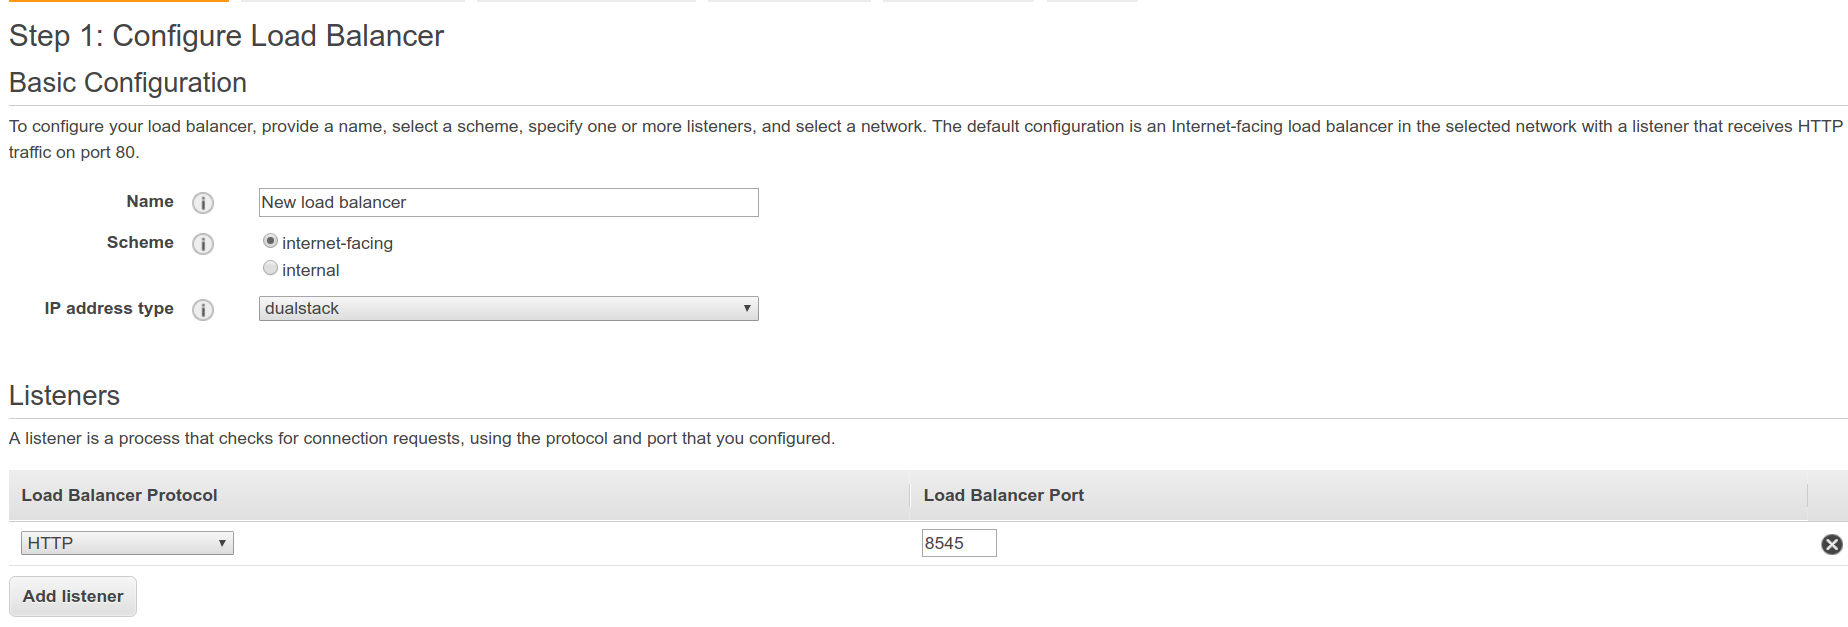 Step 1: Configure Load Balancer
Basic Configuration
To configure your load balancer, provide a name, select a scheme, specify one or more listeners, and select a network. The default configuration is an Internet-facing load balancer in the selected network with a listener that receives HTTP
traffic on port 80.
Name i New load balancer
Scheme i internet-facing
internal
IP address type i dualstack
Listeners
A listener is a process that checks for connection requests, using the protocol and port that you configured.
Load Balancer Protocol Load Balancer Port
HTTP 8545
Add listener